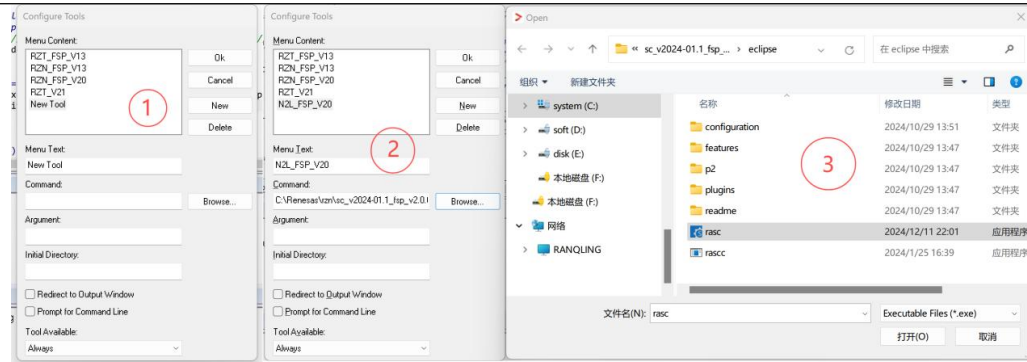 Configure Tools
Menu Content:
RZT_FSP_V13
RZN_FSP_V13
RZN_FSP_V20
RZT_V21
New Tool
Ok
Cancel
New
Delete
1
Menu Text:
New Tool
Command:
Browse...
Argument:
Initial Directory:
Redirect to Output Window
Prompt for Command Line
Tool Available:
Always
Configure Tools
Menu Content:
RZT_FSP_V13
RZN_FSP_V13
RZN_FSP_V20
RZT_V21
N2L_FSP_V20
Ok
Cancel
New
Delete
2
Menu Text:
N2L_FSP_V20
Command:
C:\Renesas\rzn\sc_v2024-01.1_fsp_v2.0.
Browse...
Argument:
Initial Directory:
Redirect to Output Window
Prompt for Command Line
Tool Available:
Always
Open
« sc_v2024-01.1_fsp_... › eclipse
在 eclipse 中搜索
组织 新建文件夹
system (C:)
soft (D:)
disk (E:)
本地磁盘 (F:)
本地磁盘 (F:)
网络
RANQLING
名称 修改日期 类型
configuration 2024/10/29 13:51 文件夹
features 2024/10/29 13:47 文件夹
p2 2024/10/29 13:47 文件夹
plugins 2024/10/29 13:47 文件夹
readme 2024/10/29 13:47 文件夹
rasc 2024/12/11 22:01 应用程序
rascc 2024/1/25 16:39 应用程序
3
文件名(N): rasc
Executable Files (*.exe)
打开(O) 取消